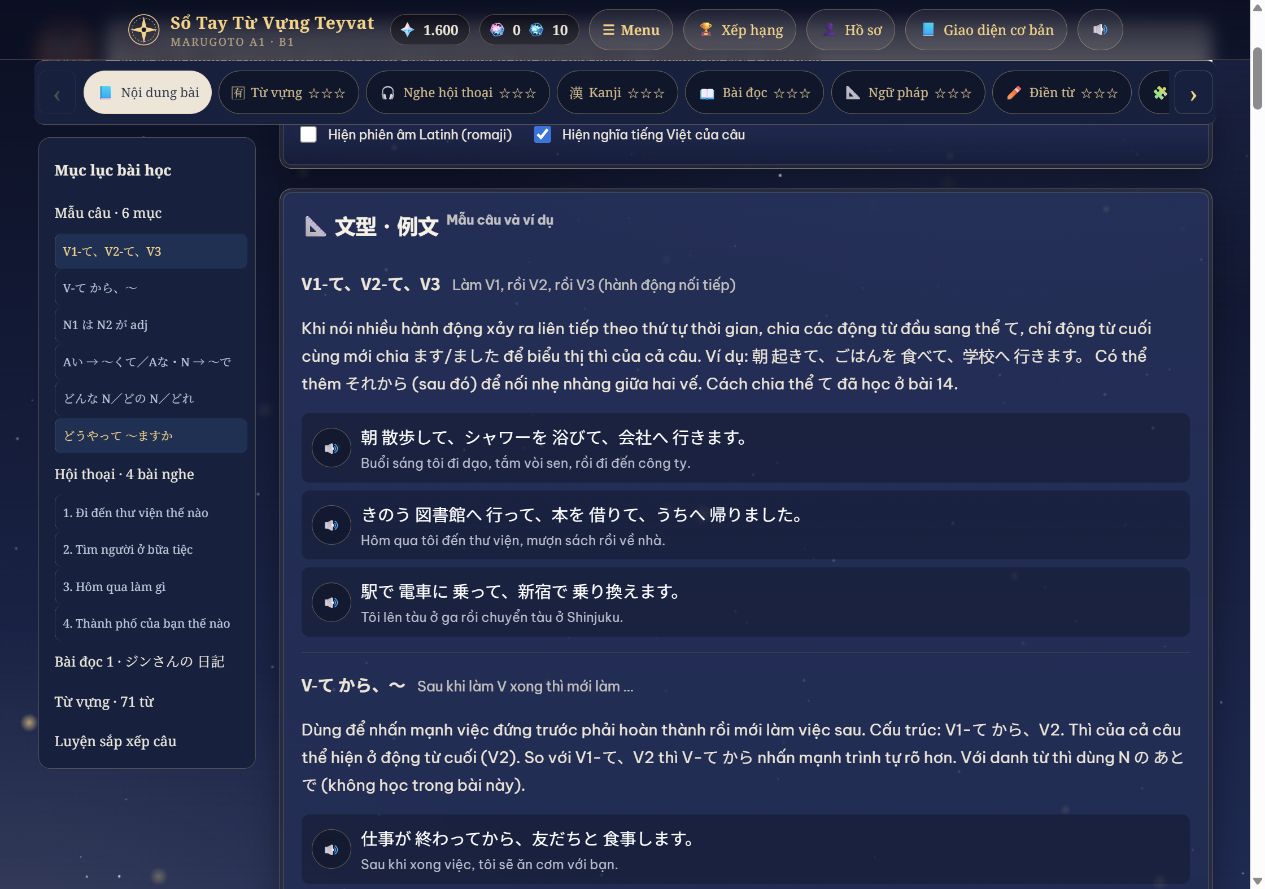 Sổ Tay Từ Vựng Teyvat
MARUGOTO A1 · B1
1.600
0
10
☰ Menu
Xếp hạng
Hồ sơ
Giao diện cơ bản
‹
Nội dung bài
有 Từ vựng ☆☆☆
Nghe hội thoại ☆☆☆
漢 Kanji ☆☆☆
Bài đọc ☆☆☆
Ngữ pháp ☆☆☆
Điền từ ☆☆☆
›
Hiện phiên âm Latinh (romaji)
Hiện nghĩa tiếng Việt của câu
Mục lục bài học
Mẫu câu · 6 mục
V1-て、V2-て、V3
V-て から、～
N1 は N2 が adj
Aい → ～くて／Aな・N → ～で
どんな N／どの N／どれ
どうやって ～ますか
Hội thoại · 4 bài nghe
1. Đi đến thư viện thế nào
2. Tìm người ở bữa tiệc
3. Hôm qua làm gì
4. Thành phố của bạn thế nào
Bài đọc 1 · ジンさんの 日記
Từ vựng · 71 từ
Luyện sắp xếp câu
文型・例文 Mẫu câu và ví dụ
V1-て、V2-て、V3 Làm V1, rồi V2, rồi V3 (hành động nối tiếp)
Khi nói nhiều hành động xảy ra liên tiếp theo thứ tự thời gian, chia các động từ đầu sang thể て, chỉ động từ cuối
cùng mới chia ます/ました để biểu thị thì của cả câu. Ví dụ: 朝 起きて、ごはんを 食べて、学校へ 行きます。 Có thể
thêm それから (sau đó) để nối nhẹ nhàng giữa hai vế. Cách chia thể て đã học ở bài 14.
朝 散歩して、シャワーを 浴びて、会社へ 行きます。
Buổi sáng tôi đi dạo, tắm vòi sen, rồi đi đến công ty.
きのう 図書館へ 行って、本を 借りて、うちへ 帰りました。
Hôm qua tôi đến thư viện, mượn sách rồi về nhà.
駅で 電車に 乗って、新宿で 乗り換えます。
Tôi lên tàu ở ga rồi chuyển tàu ở Shinjuku.
V-て から、～ Sau khi làm V xong thì mới làm ...
Dùng để nhấn mạnh việc đứng trước phải hoàn thành rồi mới làm việc sau. Cấu trúc: V1-て から、V2. Thì của cả câu
thể hiện ở động từ cuối (V2). So với V1-て、V2 thì V-て から nhấn mạnh trình tự rõ hơn. Với danh từ thì dùng N の あと
で (không học trong bài này).
仕事が 終わってから、友だちと 食事します。
Sau khi xong việc, tôi sẽ ăn cơm với bạn.